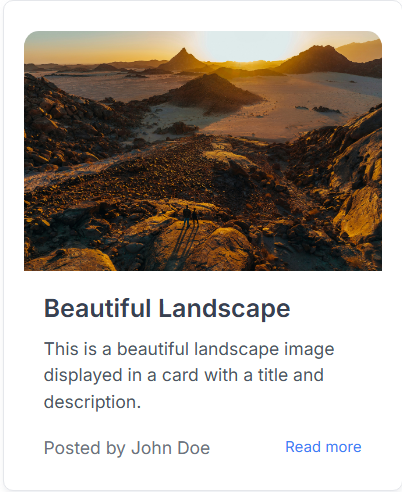 Beautiful Landscape
This is a beautiful landscape image
displayed in a card with a title and
description.
Posted by John Doe
Read more